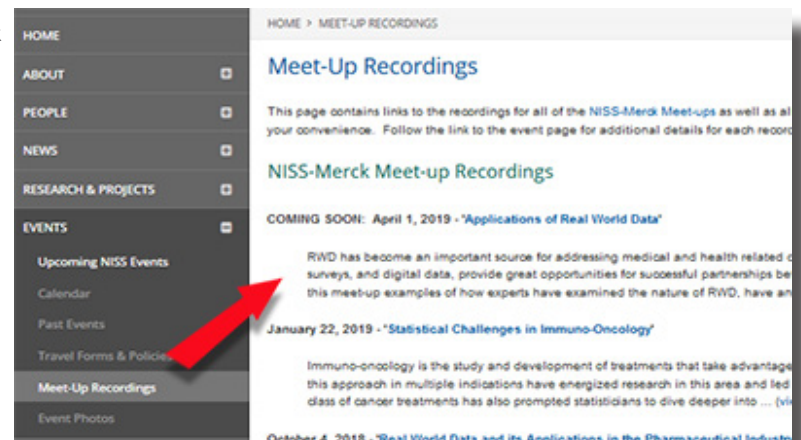 HOME
ABOUT
PEOPLE
NEWS
RESEARCH & PROJECTS
EVENTS
Upcoming NISS Events
Calendar
Past Events
Travel Forms & Policies
Meet-Up Recordings
Event Photos
HOME > MEET-UP RECORDINGS
Meet-Up Recordings
This page contains links to the recordings for all of the NISS-Merck Meet-ups as well as al
your convenience. Follow the link to the event page for additional details for each record
NISS-Merck Meet-up Recordings
COMING SOON: April 1, 2019 - "Applications of Real World Data"
RWD has become an important source for addressing medical and health related
surveys, and digital data, provide great opportunities for successful partnerships be
this meet-up examples of how experts have examined the nature of RWD, have an
January 22, 2019 - "Statistical Challenges in Immuno-Oncology"
Immuno-oncology is the study and development of treatments that take advantage
this approach in multiple indications have energized research in this area and led
class of cancer treatments has also prompted statisticians to dive deeper into ... (vi
October 4, 2018 - "Real World Data and its Applications in the Pharmaceutical Industr